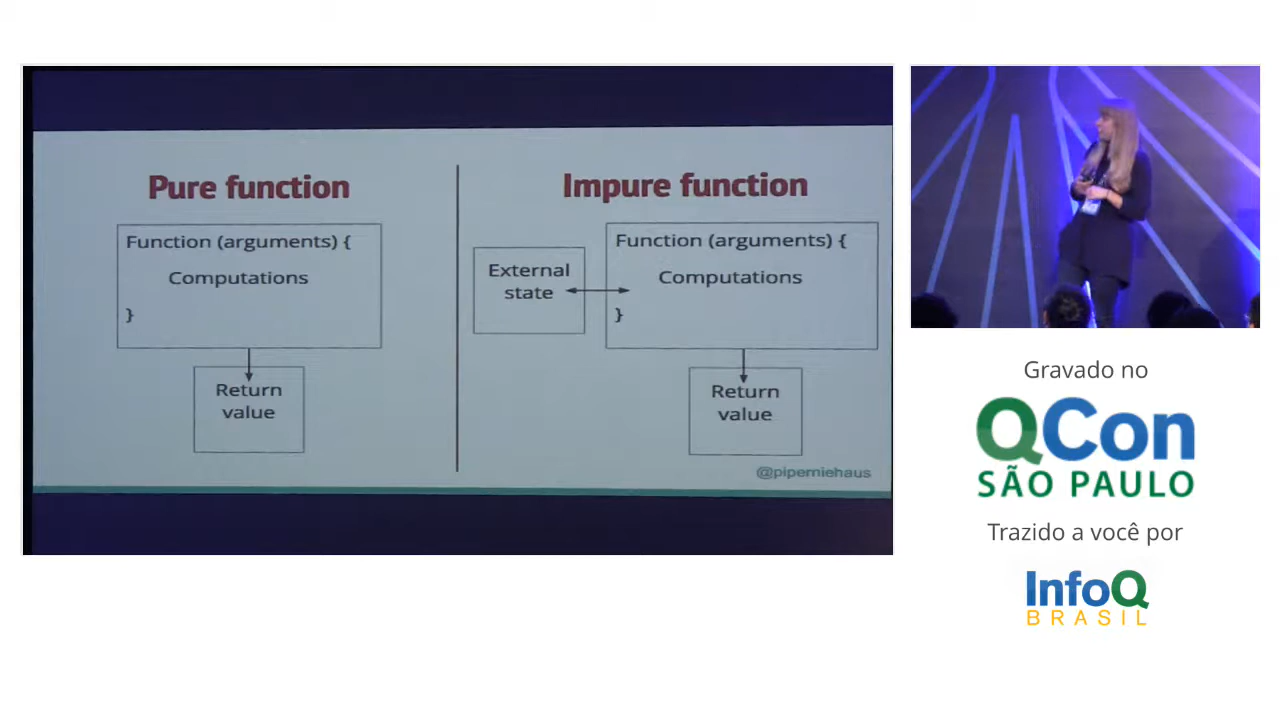 Pure function
Function (arguments) {
Computations
}
Return
value
Impure function
External
state
Function (arguments) {
Computations
}
Return
value
@piperniehaus
Gravado no
QCon
SÃO PAULO
Trazido a você por
InfoQ
BRASIL